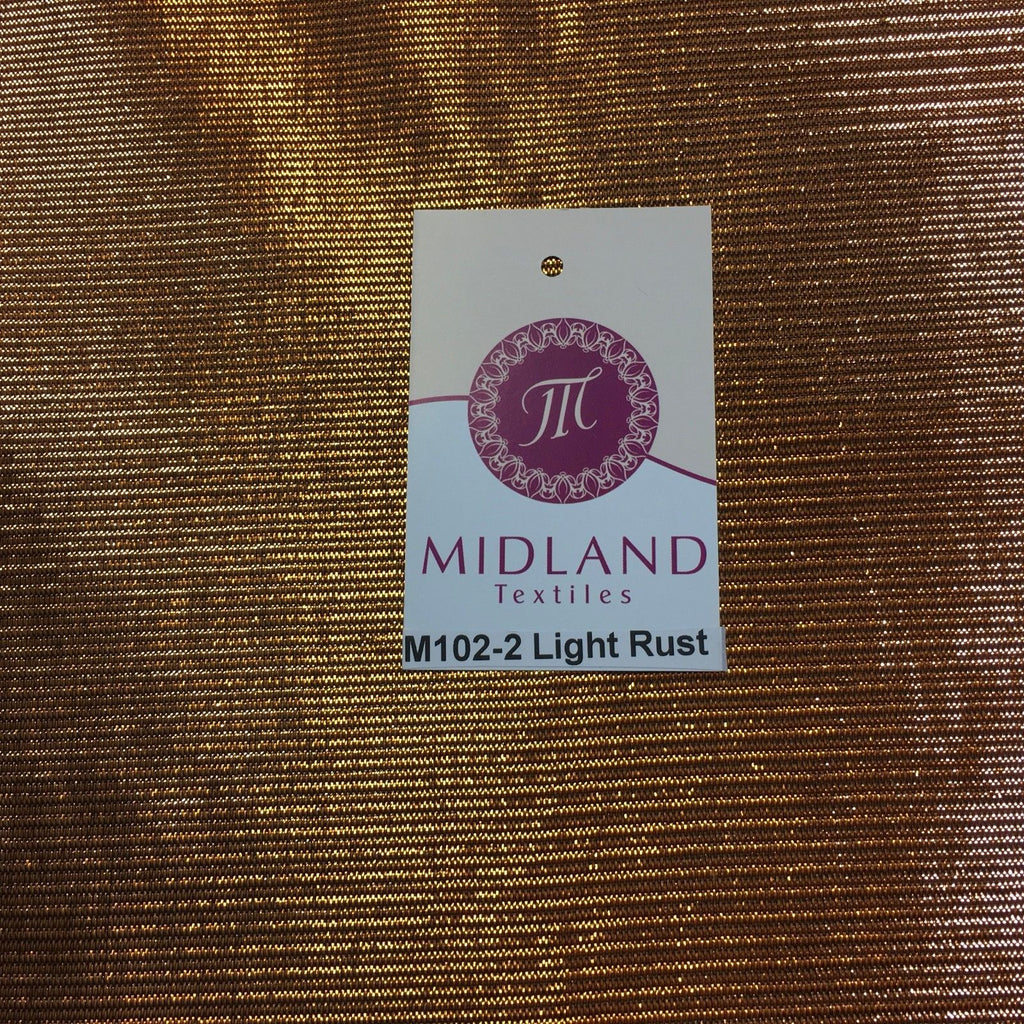 M
MIDLAND
Textiles
M102-2 Light Rust